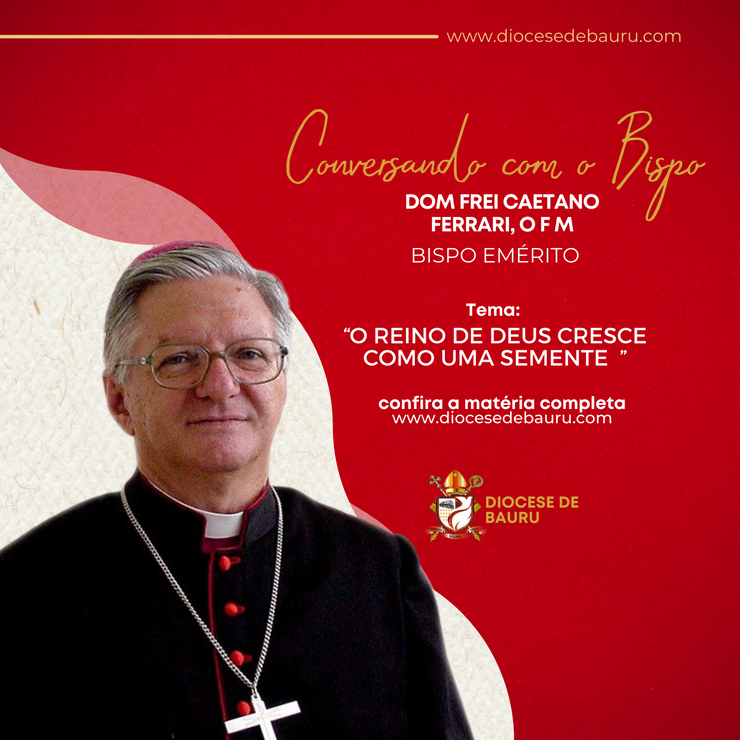 www.diocesedebauru.com
Conversando com o Bispo
DOM FREI CAETANO
FERRARI, O F M
BISPO EMÉRITO
Tema:
“O REINO DE DEUS CRESCE
COMO UMA SEMENTE ”
confira a matéria completa
www.diocesedebauru.com
DIOCESE DE
BAURU